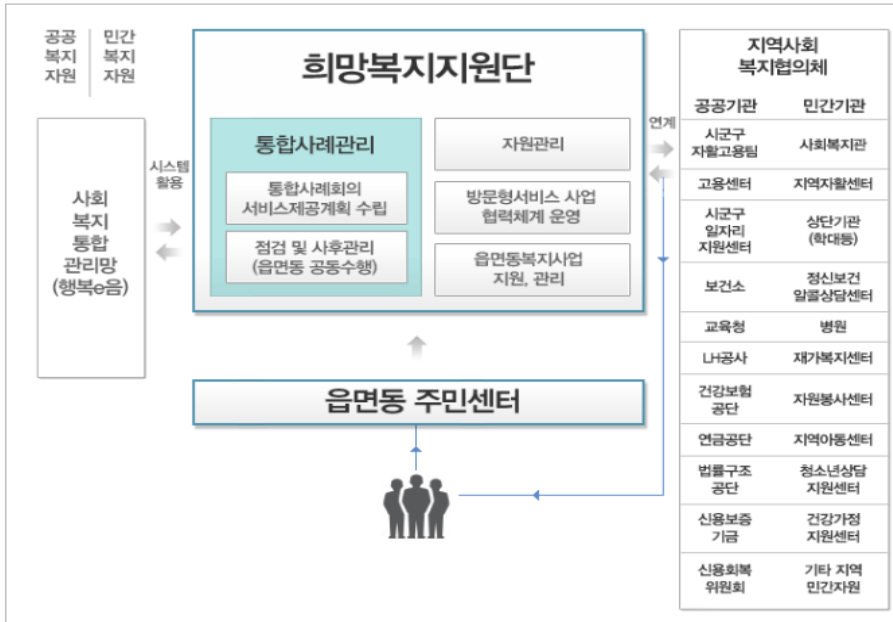 공공
복지
자원
민간
복지
자원
희망복지지원단
지역사회
복지협의체
사회
복지
통합
관리망
(행복e음)
시스템
활용
통합사례관리
통합사례회의
서비스제공계획 수립
점검 및 사후관리
(읍면동 공동수행)
자원관리
방문형서비스 사업
협력체계 운영
읍면동복지사업
지원, 관리
연계
읍면동 주민센터
공공기관
민간기관
시군구
자활고용팀
사회복지관
고용센터
지역자활센터
시군구
일자리
지원센터
상단기관
(학대등)
보건소
정신보건
알콜상담센터
교육청
병원
LH공사
재가복지센터
건강보험
공단
자원봉사센터
연금공단
지역아동센터
법률구조
공단
청소년상담
지원센터
신용보증
기금
건강가정
지원센터
신용회복
위원회
기타 지역
민간자원